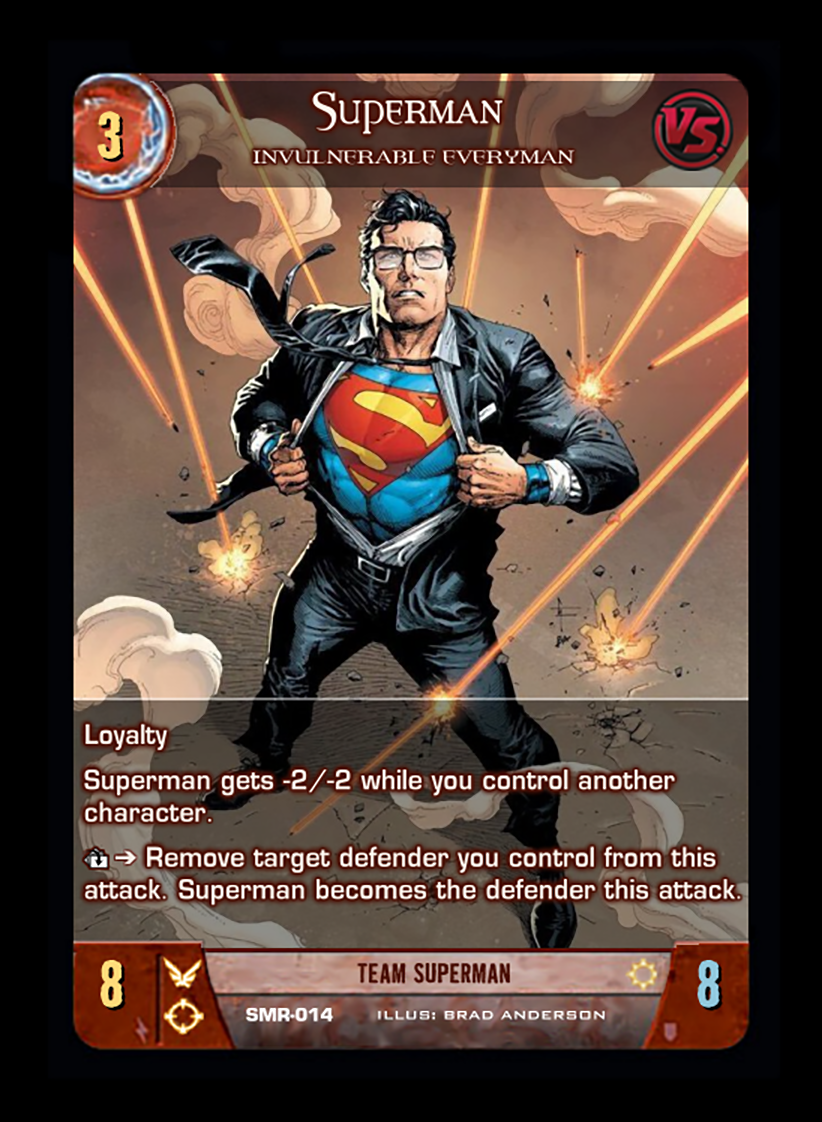 3
Superman
VS.
Invulnerable Everyman
Loyalty
Superman gets -2/-2 while you control another
character.
➔ Remove target defender you control from this
attack. Superman becomes the defender this attack.
8
TEAM SUPERMAN
8
SMR-014 ILLUS: BRAD ANDERSON